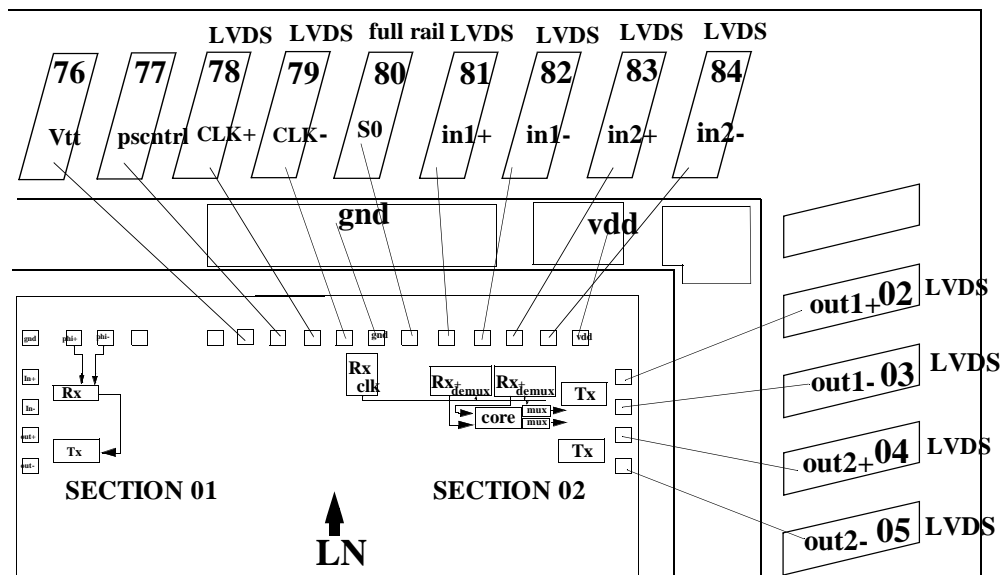 LVDS LVDS full rail LVDS LVDS LVDS LVDS
76 77 78 79 80 81 82 83 84
Vtt pscntrl CLK+ CLK- S0 in1+ in1- in2+ in2-
gnd vdd
out1+ 02 LVDS
gnd phi+ phi- gnd vdd
Rx clk Rx+ demux Rx+ demux
In+ Rx Tx out1- 03 LVDS
In- core mux
mux
out+ Tx Tx out2+ 04 LVDS
out-
SECTION 01 SECTION 02
out2- 05 LVDS
LN